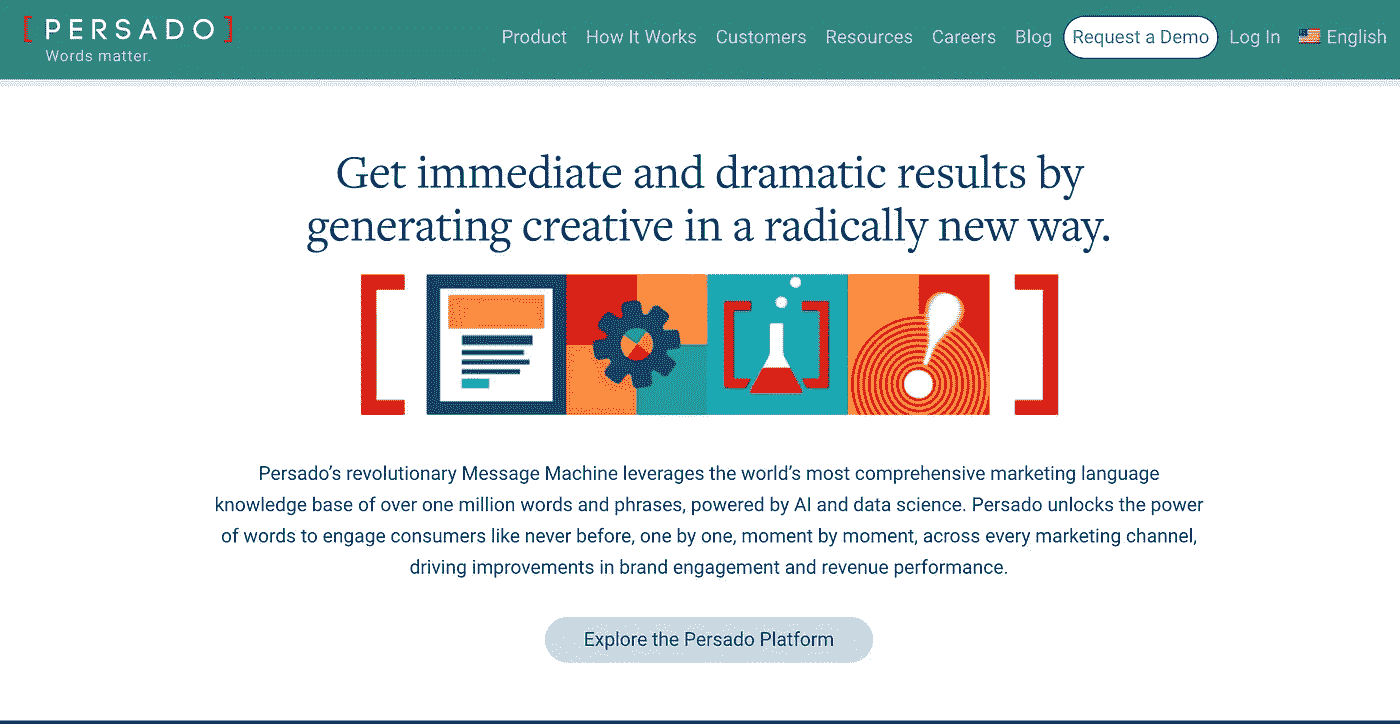 [ PERSADO ]
Words matter.
Product How It Works Customers Resources Careers Blog Request a Demo Log In English
Get immediate and dramatic results by
generating creative in a radically new way.
Persado’s revolutionary Message Machine leverages the world’s most comprehensive marketing language
knowledge base of over one million words and phrases, powered by AI and data science. Persado unlocks the power
of words to engage consumers like never before, one by one, moment by moment, across every marketing channel,
driving improvements in brand engagement and revenue performance.
Explore the Persado Platform